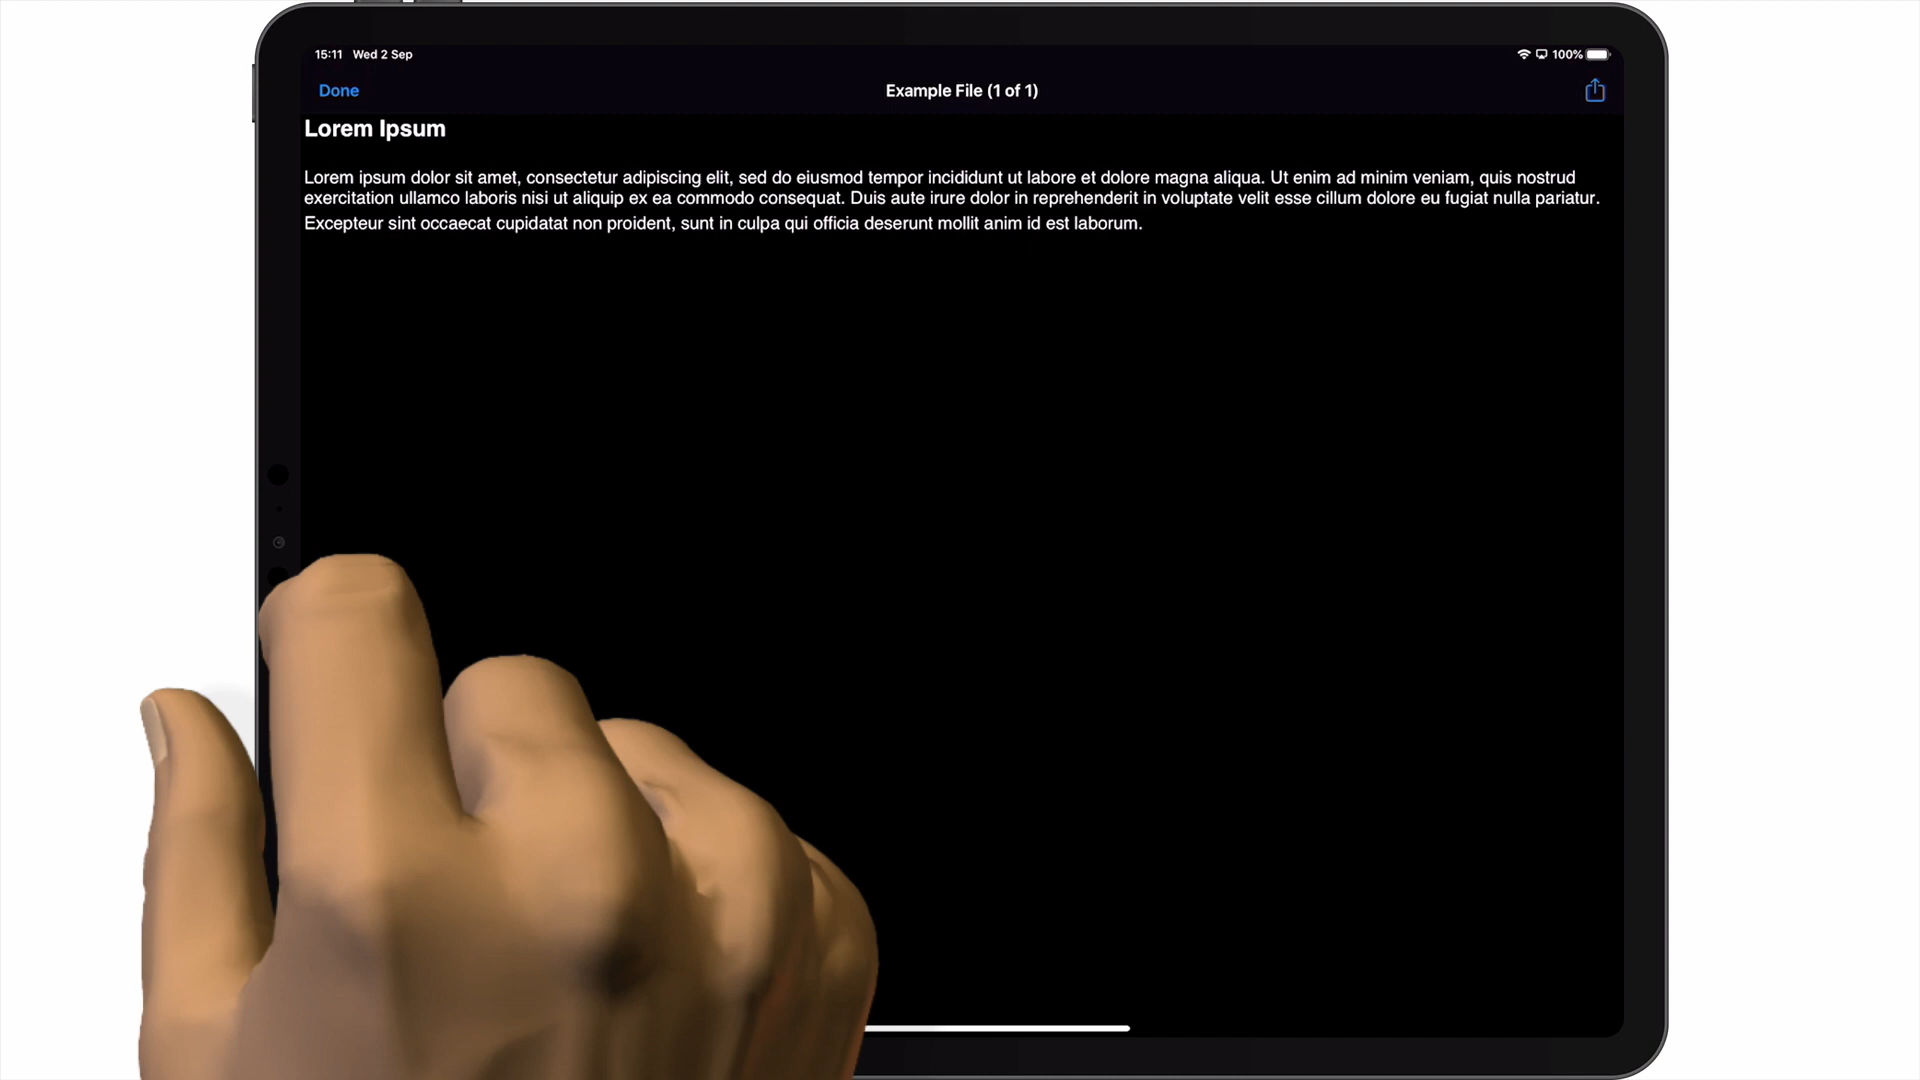 15:11 Wed 2 Sep 100%
Done Example File (1 of 1)
Lorem Ipsum
Lorem ipsum dolor sit amet, consectetur adipiscing elit, sed do eiusmod tempor incididunt ut labore et dolore magna aliqua. Ut enim ad minim veniam, quis nostrud
exercitation ullamco laboris nisi ut aliquip ex ea commodo consequat. Duis aute irure dolor in reprehenderit in voluptate velit esse cillum dolore eu fugiat nulla pariatur.
Excepteur sint occaecat cupidatat non proident, sunt in culpa qui officia deserunt mollit anim id est laborum.